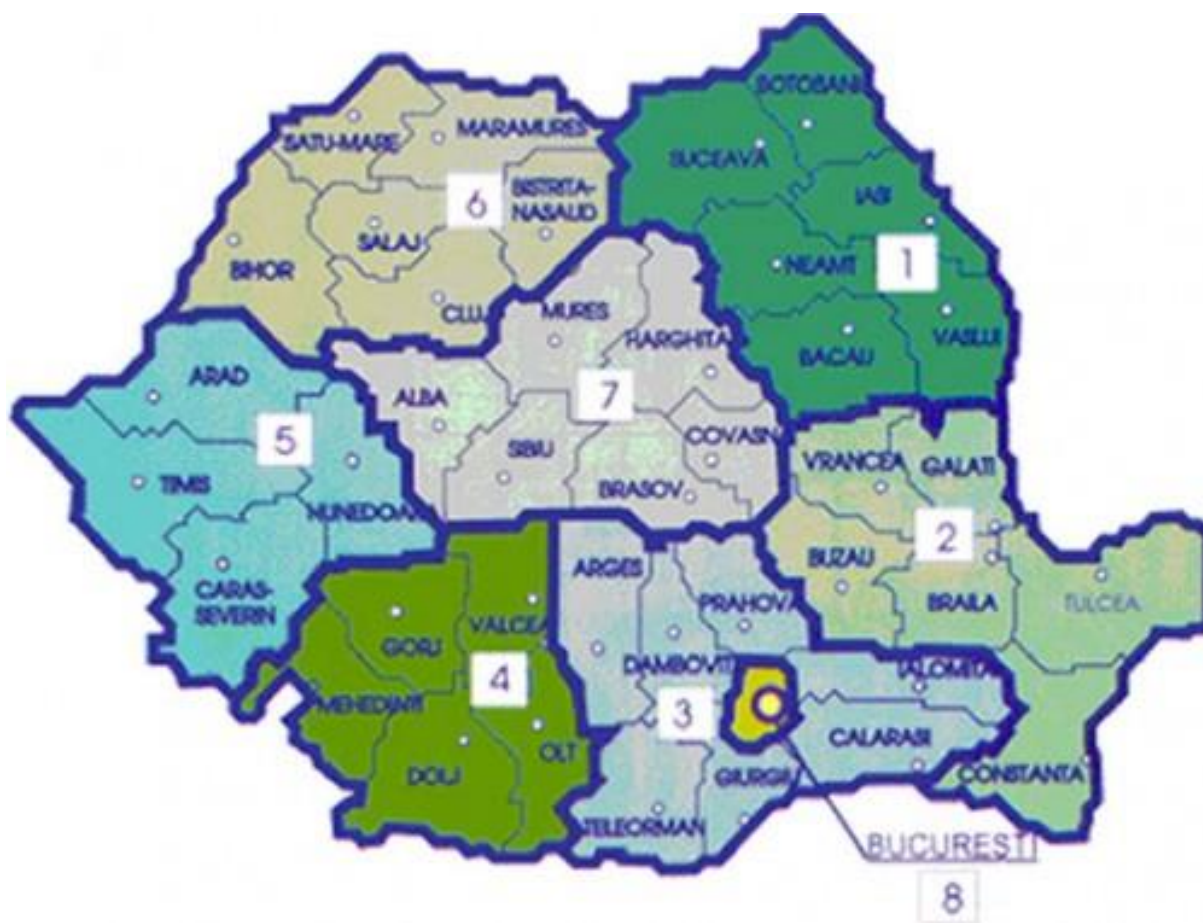 BOTOSANI
SATU-MARE
MARAMURES
SUCEAVA
BISTRITA-
NASAUD
6
IASI
SALAJ
BIHOR
NEAMT
1
CLUJ
MURES
VASLUI
HARGHITA
BACAU
ARAD
ALBA
7
5
COVASN
SIBIU
VRANCEA
GALATI
TIMIS
BRASOV
HUNEDOARA
2
ARGES
BUZAU
CARAS-
SEVERIN
PRAHOVA
BRAILA
TULCEA
GORJ
VALCEA
DAMBOVIT
IALOMITA
4
MEHEDINTI
3
CALARASI
OLT
DOLJ
GIURGIU
CONSTANTA
TELEORMAN
BUCURESTI
8